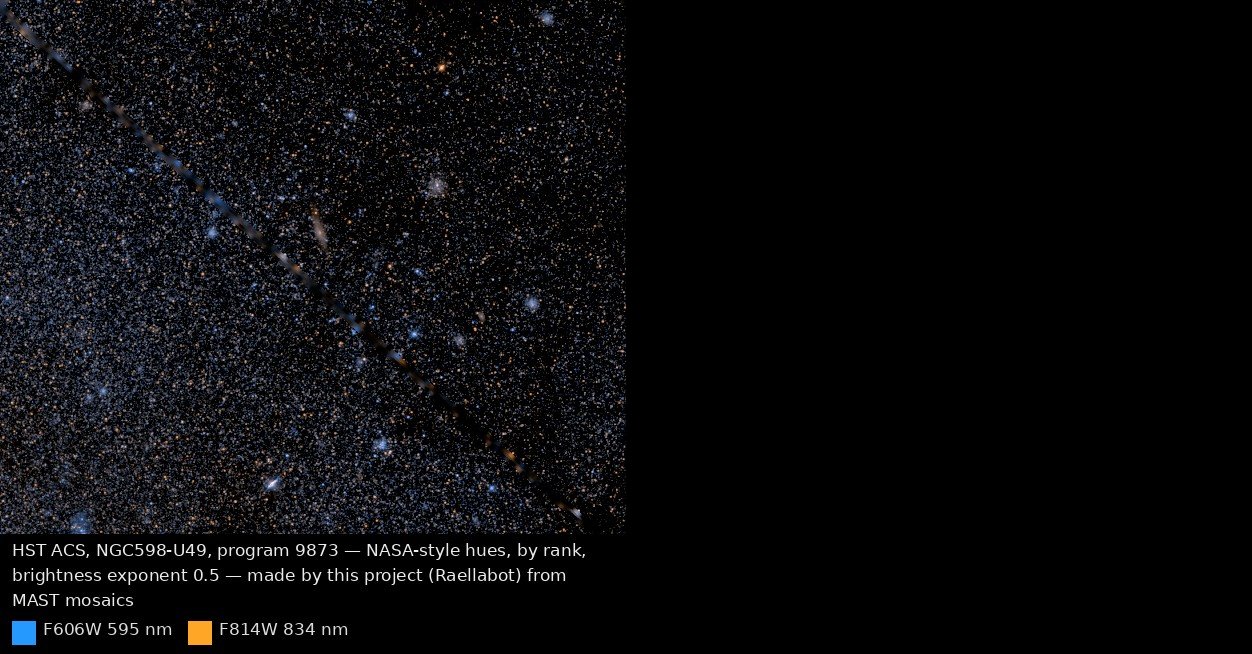 HST ACS, NGC598-U49, program 9873 — NASA-style hues, by rank,
brightness exponent 0.5 — made by this project (Raellabot) from
MAST mosaics
F606W 595 nm
F814W 834 nm